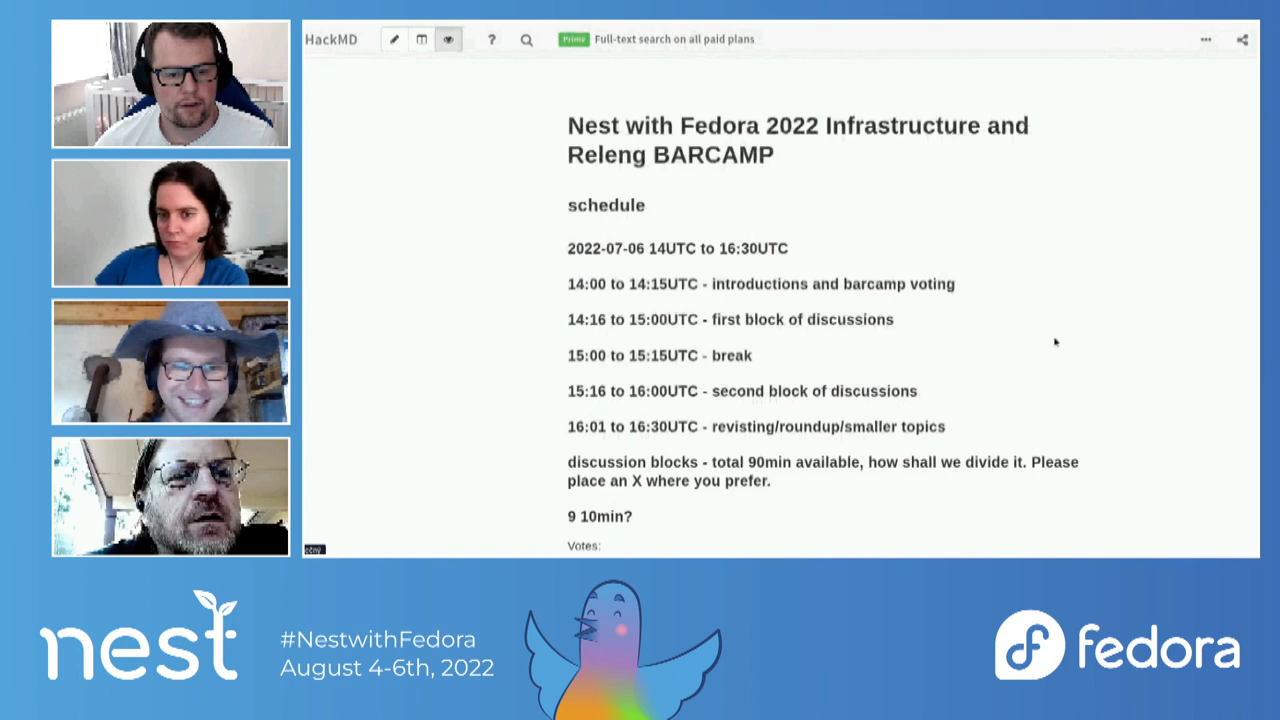 HackMD
?
Prime Full-text search on all paid plans
Nest with Fedora 2022 Infrastructure and
Releng BARCAMP
schedule
2022-07-06 14UTC to 16:30UTC
14:00 to 14:15UTC - introductions and barcamp voting
14:16 to 15:00UTC - first block of discussions
15:00 to 15:15UTC - break
15:16 to 16:00UTC - second block of discussions
16:01 to 16:30UTC - revisting/roundup/smaller topics
discussion blocks - total 90min available, how shall we divide it. Please
place an X where you prefer.
9 10min?
Votes:
nest
#NestwithFedora
August 4-6th, 2022
fedora